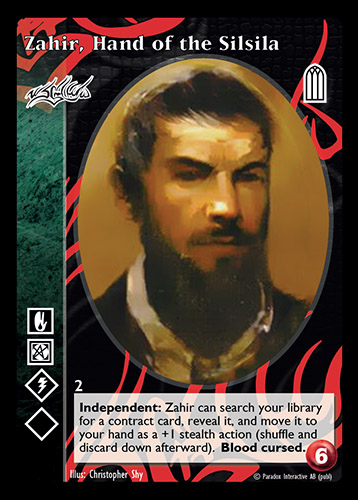 Zahir, Hand of the Silsila
2
Independent: Zahir can search your library
for a contract card, reveal it, and move it to
your hand as a +1 stealth action (shuffle and
discard down afterward). Blood cursed.
6
Illus: Christopher Shy
© Paradox Interactive AB (publ)